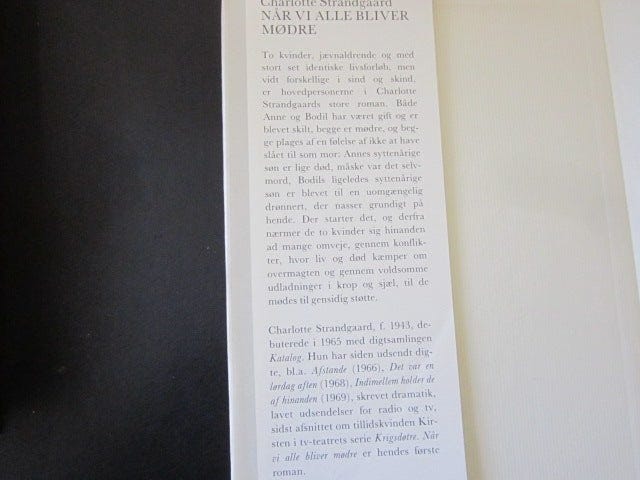 Charlotte Strandgaard
NÅR VI ALLE BLIVER
MØDRE
To kvinder, jævnaldrende og med
stort set identiske livsforløb, men
vidt forskellige i sind og skind,
er hovedpersonerne i Charlotte
Strandgaards store roman. Både
Anne og Bodil har været gift og er
blevet skilt, begge er mødre, og beg-
ge plages af en følelse af ikke at have
slået til som mor: Annes syttenårige
søn er lige død, måske var det selv-
mord, Bodils ligeledes syttenårige
søn er blevet til en uomgængelig
drønnert, der nasser grundigt på
hende. Der starter det, og derfra
nærmer de to kvinder sig hinanden
ad mange omveje, gennem konflik-
ter, hvor liv og død kæmper om
overmagten og gennem voldsomme
udladninger i krop og sjæl, til de
mødes til gensidig støtte.
Charlotte Strandgaard, f. 1943, de-
buterede i 1965 med digtsamlingen
Katalog. Hun har siden udsendt dig-
te, bl.a. Afstande (1966), Det var en
lørdag aften (1968), Indimellem holder de
af hinanden (1969), skrevet dramatik,
lavet udsendelser for radio og tv,
sidst afsnittet om tillidskvinden Kir-
sten i tv-teatrets serie Krigsdøtre. Når
vi alle bliver mødre er hendes første
roman.